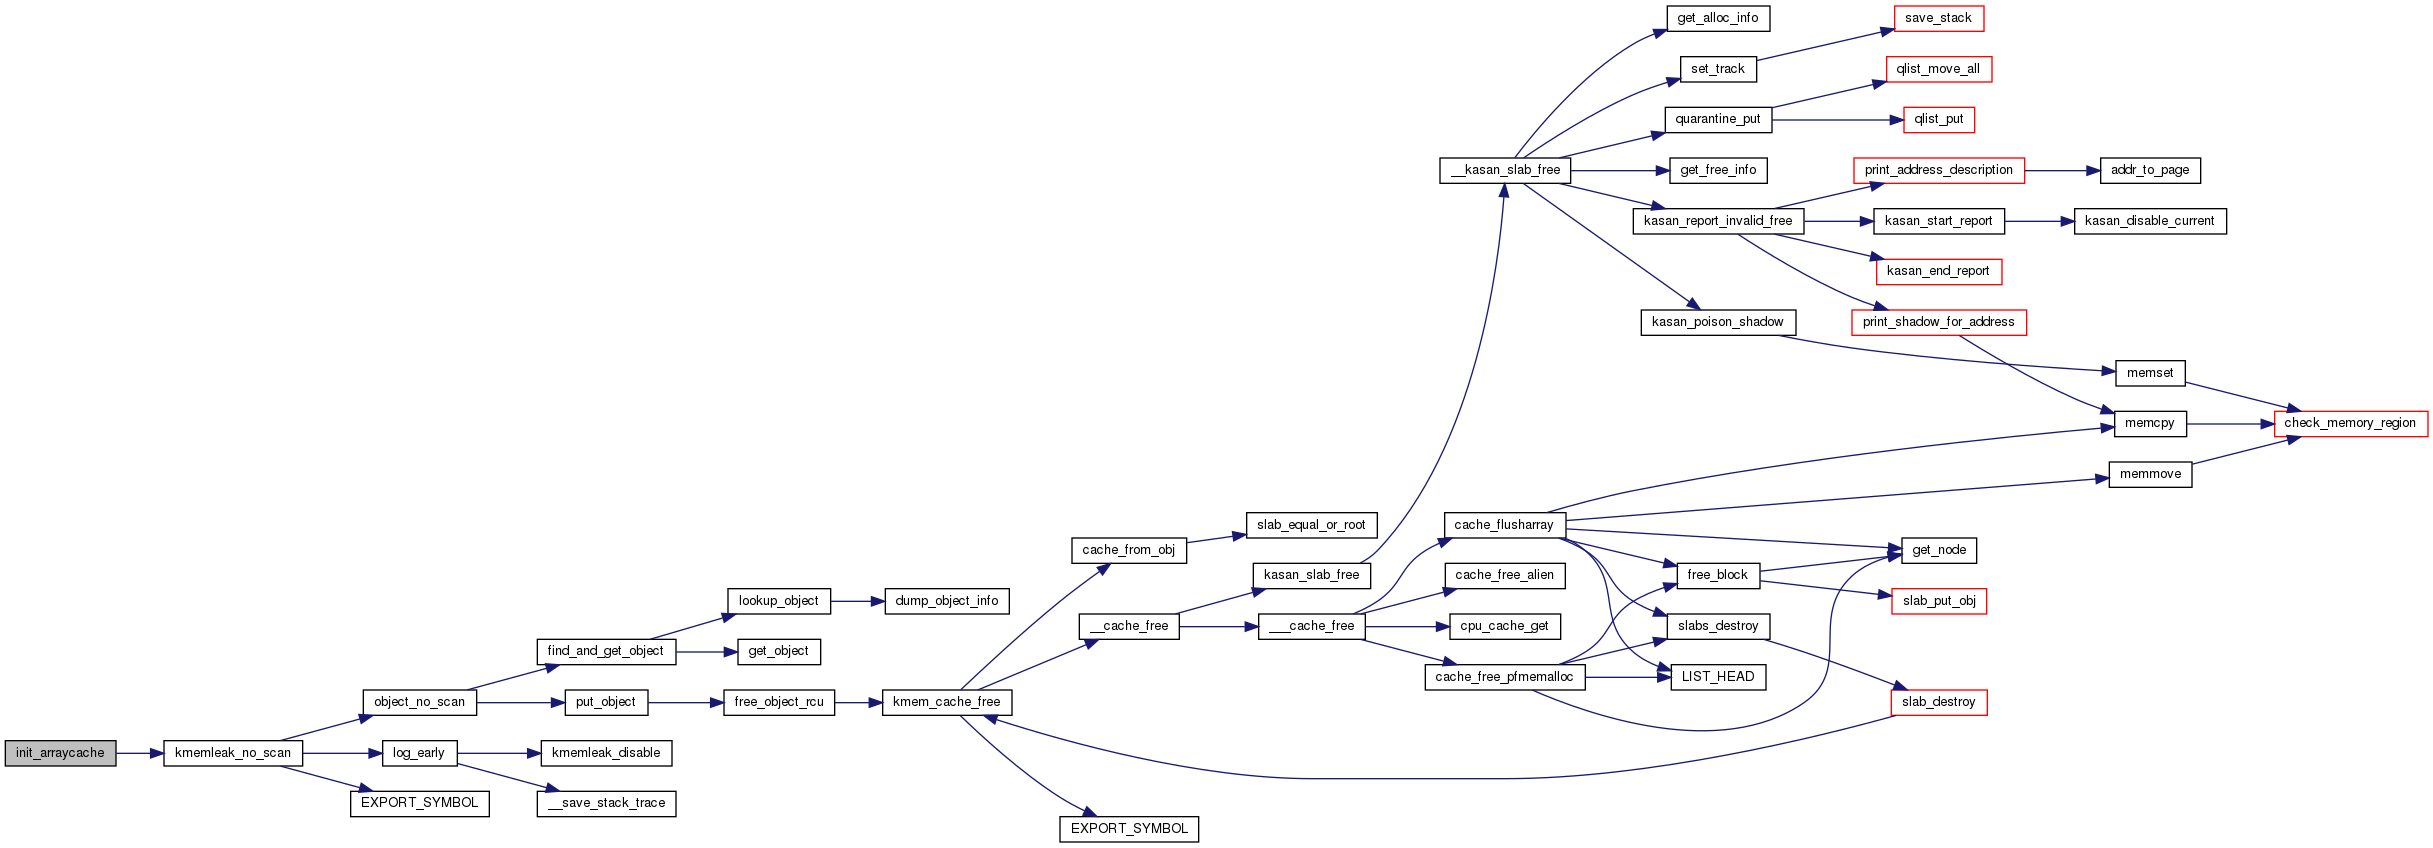 get_alloc_info
save_stack
set_track
qlist_move_all
quarantine_put
qlist_put
__kasan_slab_free
get_free_info
print_address_description
addr_to_page
kasan_report_invalid_free
kasan_start_report
kasan_disable_current
kasan_end_report
kasan_poison_shadow
print_shadow_for_address
memset
memcpy
check_memory_region
memmove
slab_equal_or_root
cache_flusharray
cache_from_obj
get_node
kasan_slab_free
cache_free_alien
free_block
lookup_object
dump_object_info
slab_put_obj
__cache_free
___cache_free
cpu_cache_get
slabs_destroy
find_and_get_object
get_object
cache_free_pfmemalloc
LIST_HEAD
object_no_scan
put_object
free_object_rcu
kmem_cache_free
slab_destroy
init_arraycache
kmemleak_no_scan
log_early
kmemleak_disable
EXPORT_SYMBOL
__save_stack_trace
EXPORT_SYMBOL